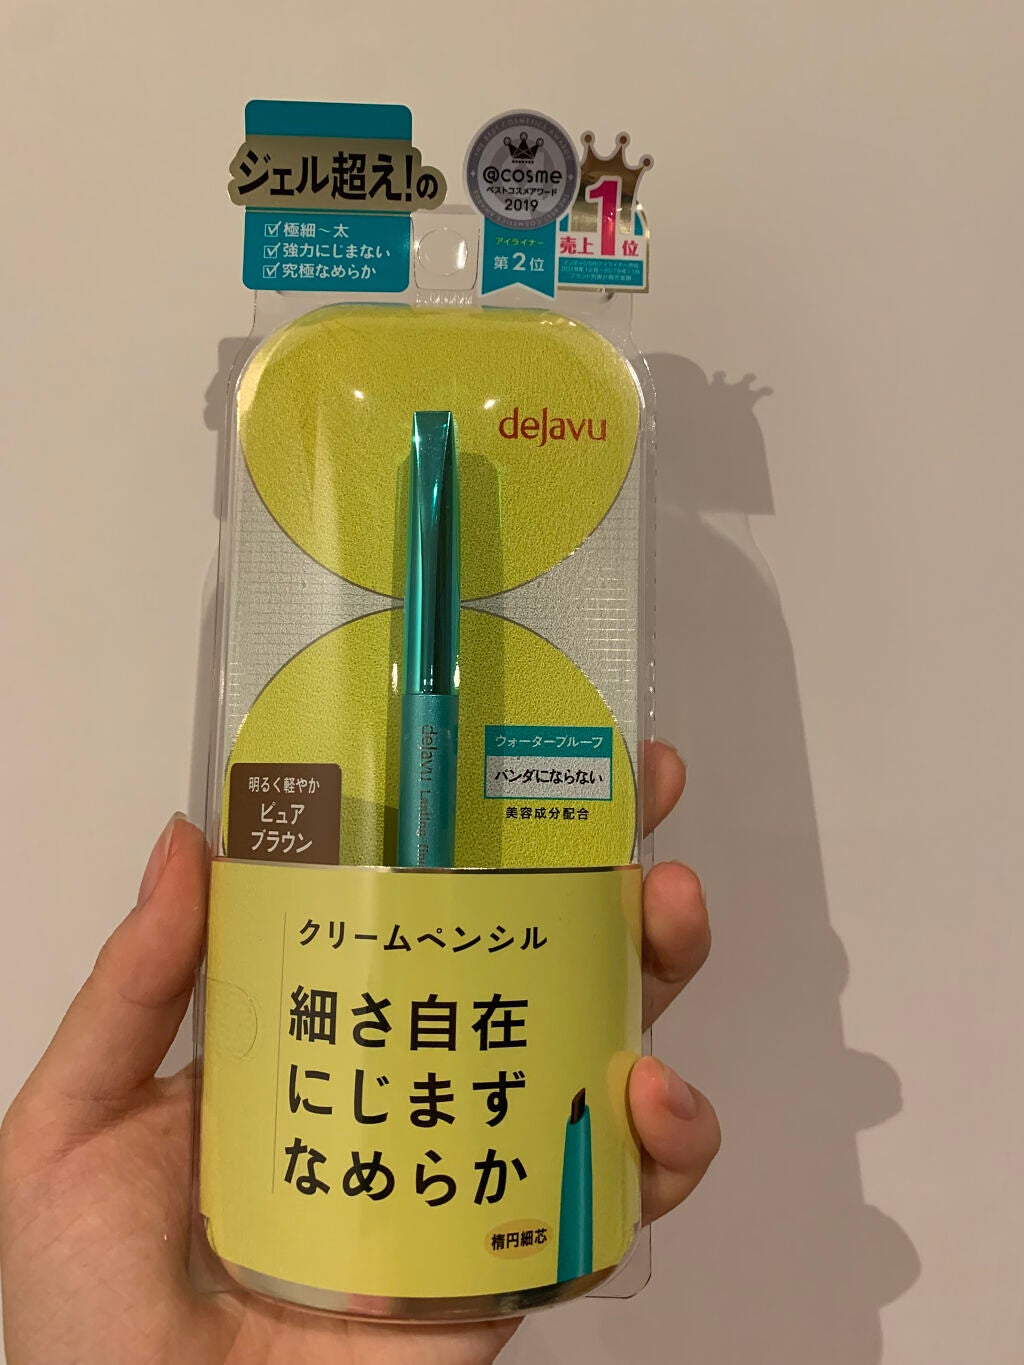 ジェル超え!の
極細~太
強力にじまない
究極なめらか
THE BEST COSMETICS AWARDS
@cosme
ベストコスメアワード
2019
アイライナー
第2位
売上1位
deJavu
deJavu
ウォータープルーフ
パンダにならない
美容成分配合
明るく軽やか
ピュア
ブラウン
クリームペンシル
細さ自在
にじまず
なめらか
楕円細芯